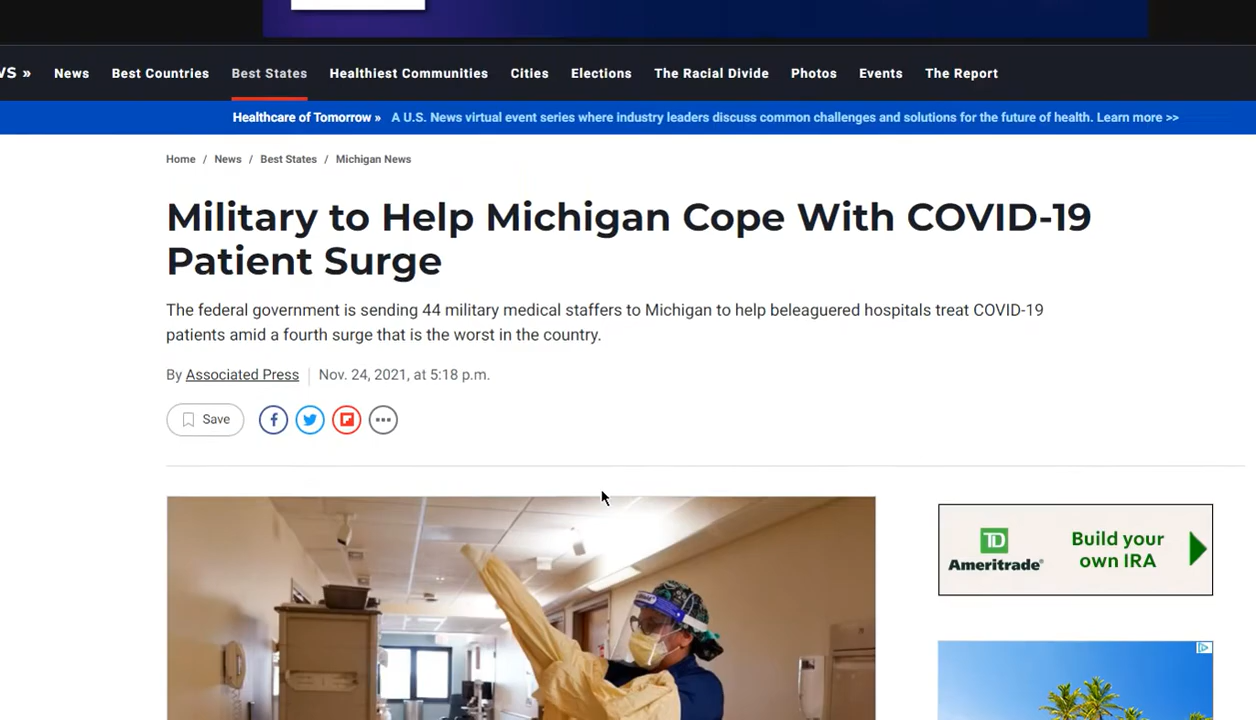 News Best Countries Best States Healthiest Communities Cities Elections The Racial Divide Photos Events The Report
Healthcare of Tomorrow » A U.S. News virtual event series where industry leaders discuss common challenges and solutions for the future of health. Learn more >>
Home / News / Best States / Michigan News
Military to Help Michigan Cope With COVID-19
Patient Surge
The federal government is sending 44 military medical staffers to Michigan to help beleaguered hospitals treat COVID-19
patients amid a fourth surge that is the worst in the country.
By Associated Press | Nov. 24, 2021, at 5:18 p.m.
Save
TD
Ameritrade®
Build your
own IRA